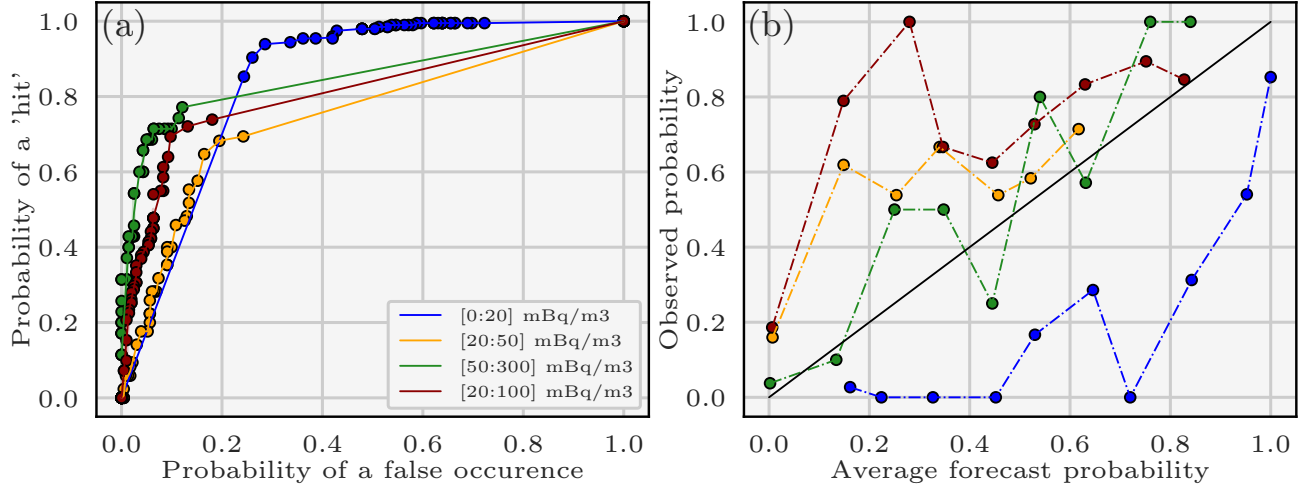 (a)
Probability of a 'hit'
1.0
0.8
0.6
0.4
0.2
0.0
[0:20] mBq/m3
[20:50] mBq/m3
[50:300] mBq/m3
[20:100] mBq/m3
0.0 0.2 0.4 0.6 0.8 1.0
Probability of a false occurence
(b)
Observed probability
1.0
0.8
0.6
0.4
0.2
0.0
0.0 0.2 0.4 0.6 0.8 1.0
Average forecast probability